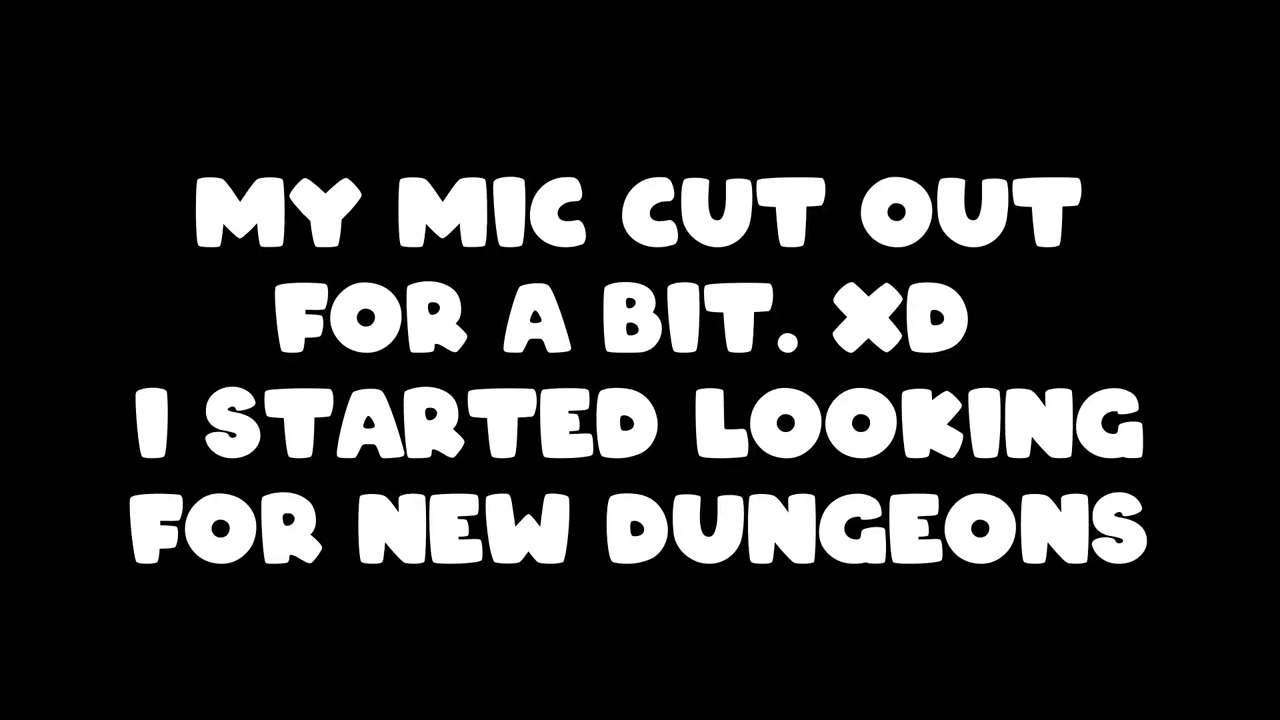 MY MIC CUT OUT
FOR A BIT. XD
I STARTED LOOKING
FOR NEW DUNGEONS